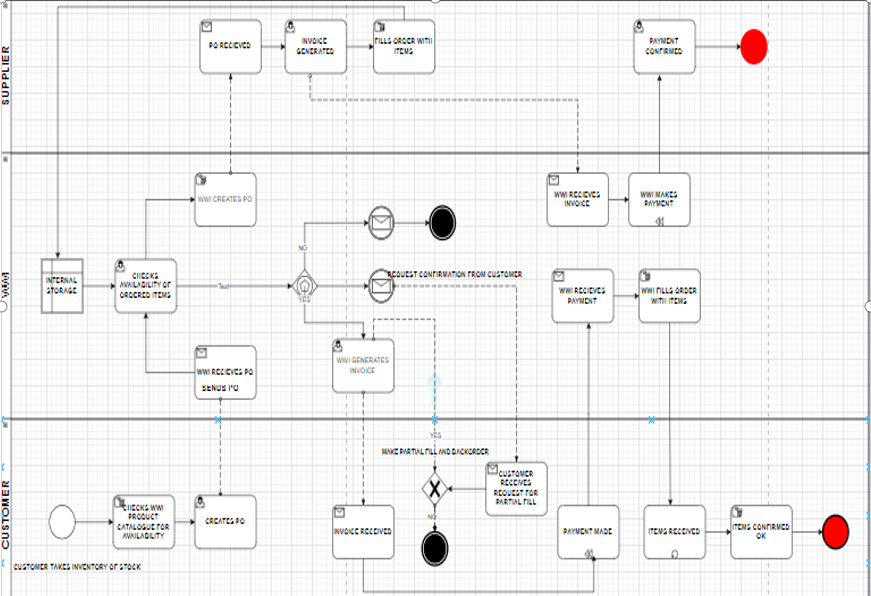 SUPPLIER
PO RECIEVED
INVOICE
GENERATED
FILLS ORDER WITH
ITEMS
PAYMENT
CONFIRMED
WWI
WWI CREATES PO
WWI RECIEVES
INVOICE
WWI MAKES
PAYMENT
NO
INTERNAL
STORAGE
CHECKS
AVAILABILITY OF
ORDERED ITEMS
Text
YES
REQUEST CONFIRMATION FROM CUSTOMER
WWI RECIEVES
PAYMENT
WWI FILLS ORDER
WITH ITEMS
WWI RECIEVES PO
SENDS PO
WWI GENERATES
INVOICE
CUSTOMER
YES
MAKE PARTIAL FILL AND BACKORDER
CUSTOMER
RECEIVES
REQUEST FOR
PARTIAL FILL
CHECKS WWI
PRODUCT
CATALOGUE FOR
AVAILABILITY
CREATES PO
INVOICE RECEIVED
NO
PAYMENT MADE
ITEMS RECEIVED
ITEMS CONFIRMED
OK
CUSTOMER TAKES INVENTORY OF STOCK